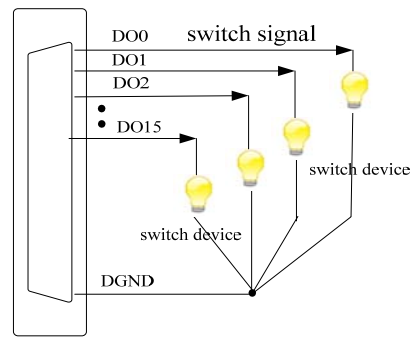 DO0
switch signal
DO1
DO2
DO15
switch device
switch device
DGND